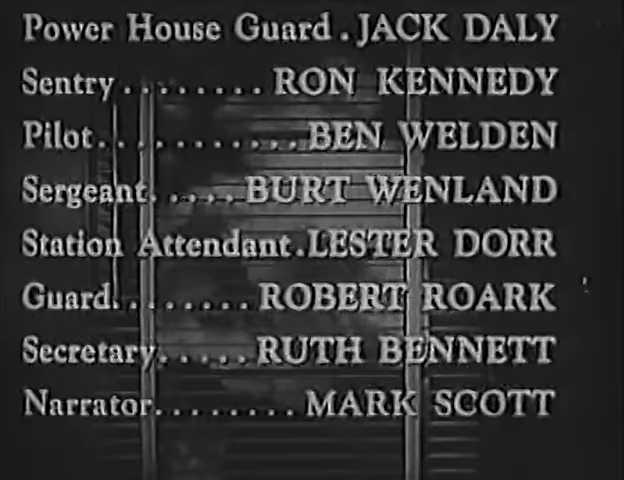 Power House Guard . JACK DALY
Sentry ........ RON KENNEDY
Pilot ........... BEN WELDEN
Sergeant ..... BURT WENLAND
Station Attendant . LESTER DORR
Guard ........ ROBERT ROARK
Secretary ..... RUTH BENNETT
Narrator ........ MARK SCOTT